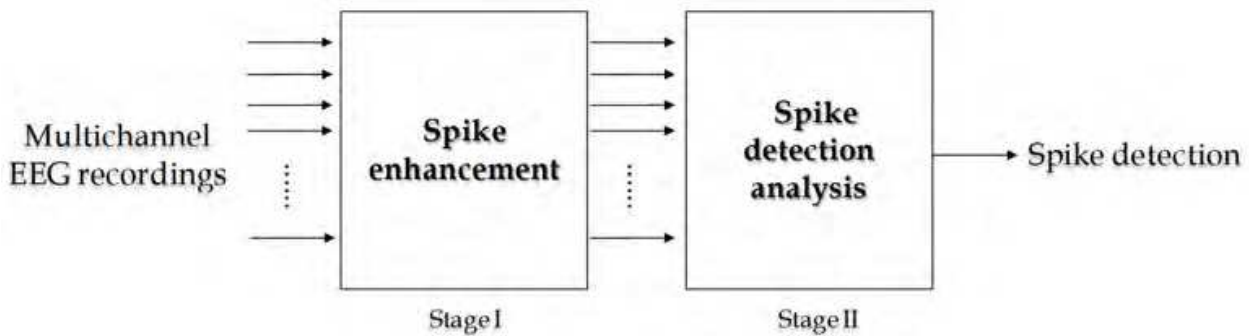 Multichannel
EEG recordings
Spike
enhancement
Stage I
Spike
detection
analysis
Stage II
Spike detection